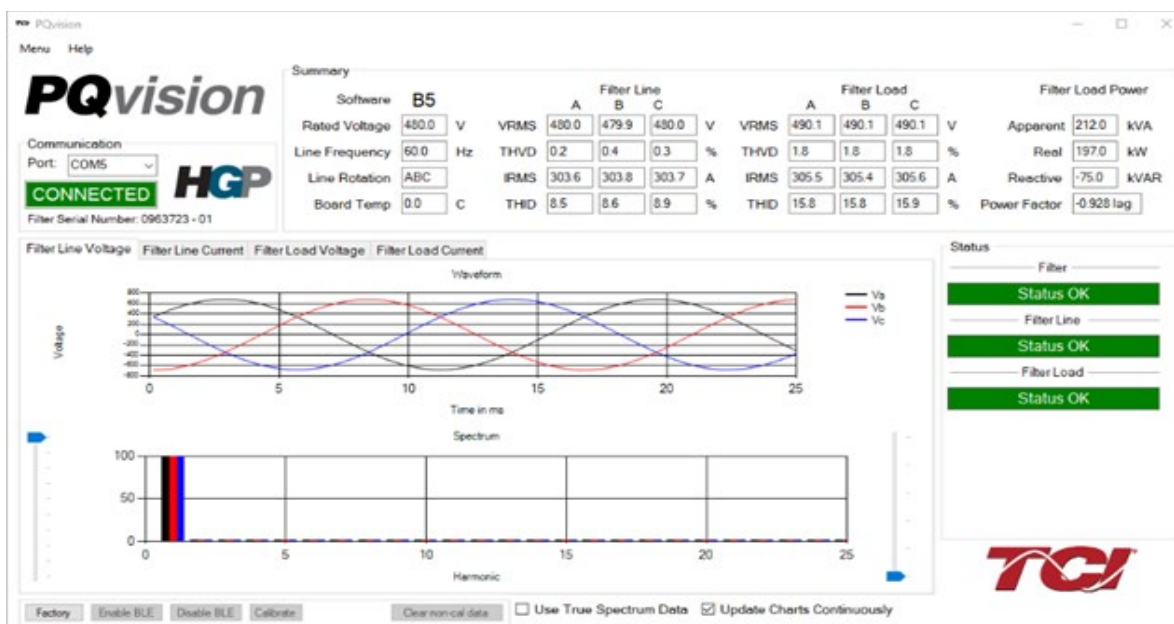 PQvision
Menu Help
PQvision
Communication
Port: COM5
CONNECTED
HGP
Filter Serial Number: 0963723 - 01
Summary
Software B5
Rated Voltage 480.0 V
Line Frequency 60.0 Hz
Line Rotation ABC
Board Temp 0.0 C
Filter Line
A B C
VRMS 480.0 479.9 480.0 V
THVD 0.2 0.4 0.3 %
IRMS 303.6 303.8 303.7 A
THID 8.5 8.6 8.9 %
Filter Load
A B C
VRMS 490.1 490.1 490.1 V
THVD 1.8 1.8 1.8 %
IRMS 305.5 305.4 305.6 A
THID 15.8 15.8 15.9 %
Filter Load Power
Apparent 212.0 kVA
Real 197.0 kW
Reactive -75.0 kVAR
Power Factor -0.928 lag
Filter Line Voltage Filter Line Current Filter Load Voltage Filter Load Current
Waveform
Voltage
800
600
400
200
0
-200
-400
-600
-800
0 5 10 15 20 25
Time in ms
Va
Vb
Vc
Spectrum
100
50
0
0 5 10 15 20 25
Harmonic
Status
Filter
Status OK
Filter Line
Status OK
Filter Load
Status OK
TCI
Factory Enable BLE Disable BLE Calibrate Clear non-cal data Use True Spectrum Data Update Charts Continuously